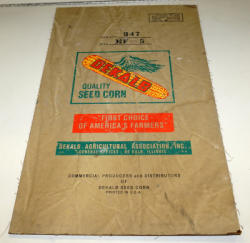 847
MF 5
DEKALB
QUALITY
SEED CORN
"FIRST CHOICE
OF AMERICA'S FARMERS"
DEKALB AGRICULTURAL ASSOCIATION, INC.
GENERAL OFFICES, DE KALB, ILLINOIS
COMMERCIAL PRODUCERS AND DISTRIBUTORS
OF
DEKALB SEED CORN
PRINTED IN U.S.A.